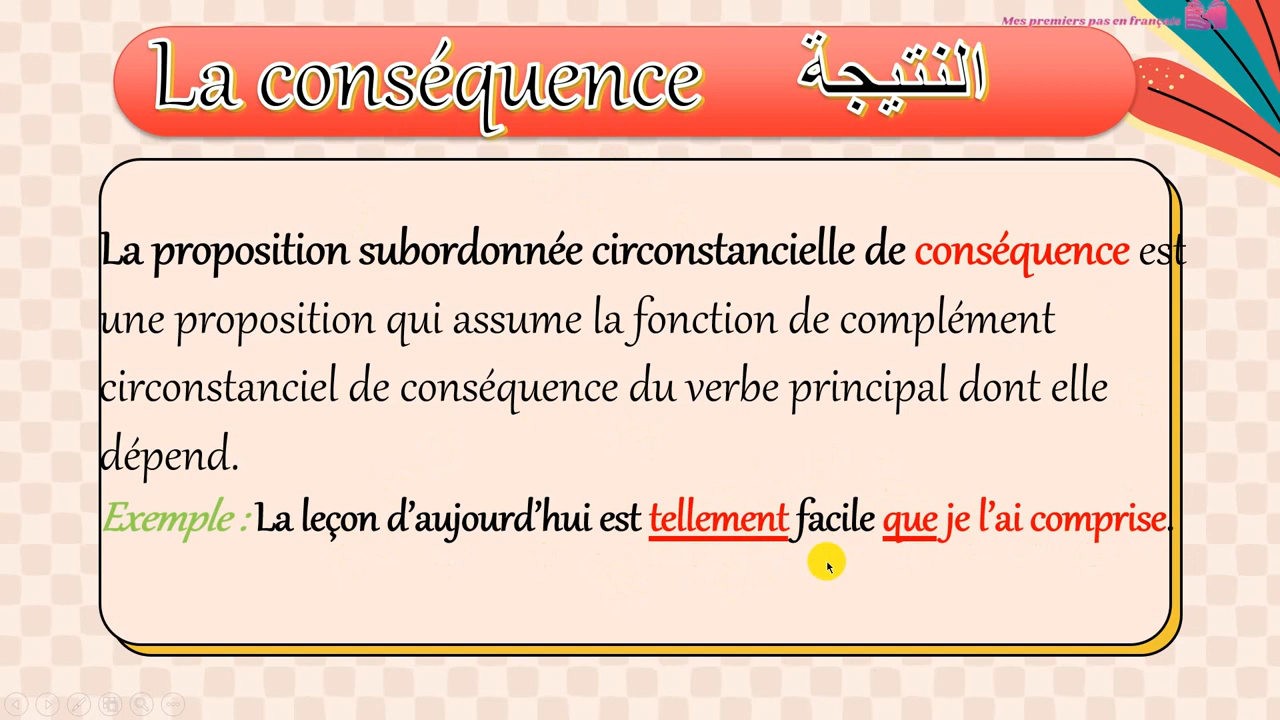 Mes premiers pas en français
La conséquence النتيجة
La proposition subordonnée circonstancielle de conséquence est
une proposition qui assume la fonction de complément
circonstanciel de conséquence du verbe principal dont elle
dépend.
Exemple : La leçon d'aujourd'hui est tellement facile que je l'ai comprise.